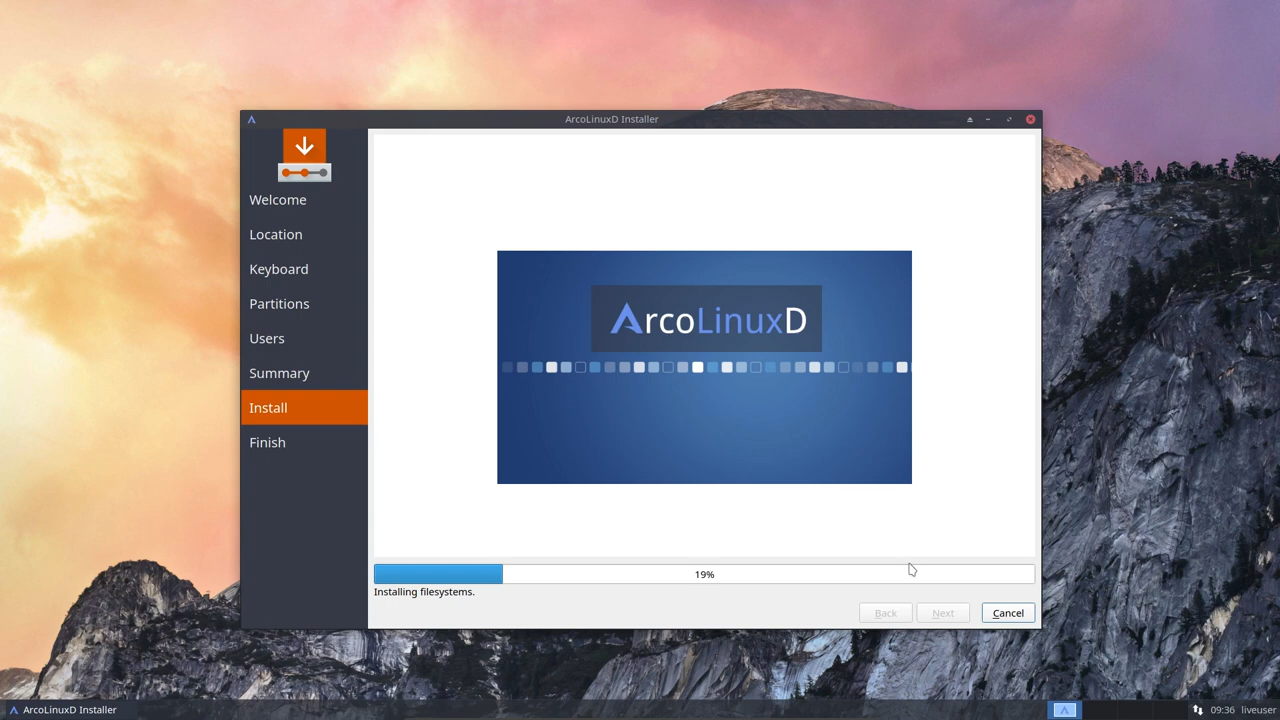 ArcoLinuxD Installer
Welcome
Location
Keyboard
Partitions
Users
Summary
Install
Finish
ArcoLinuxD
19%
Installing filesystems.
Back
Next
Cancel
ArcoLinuxD Installer
09:36 liveuser